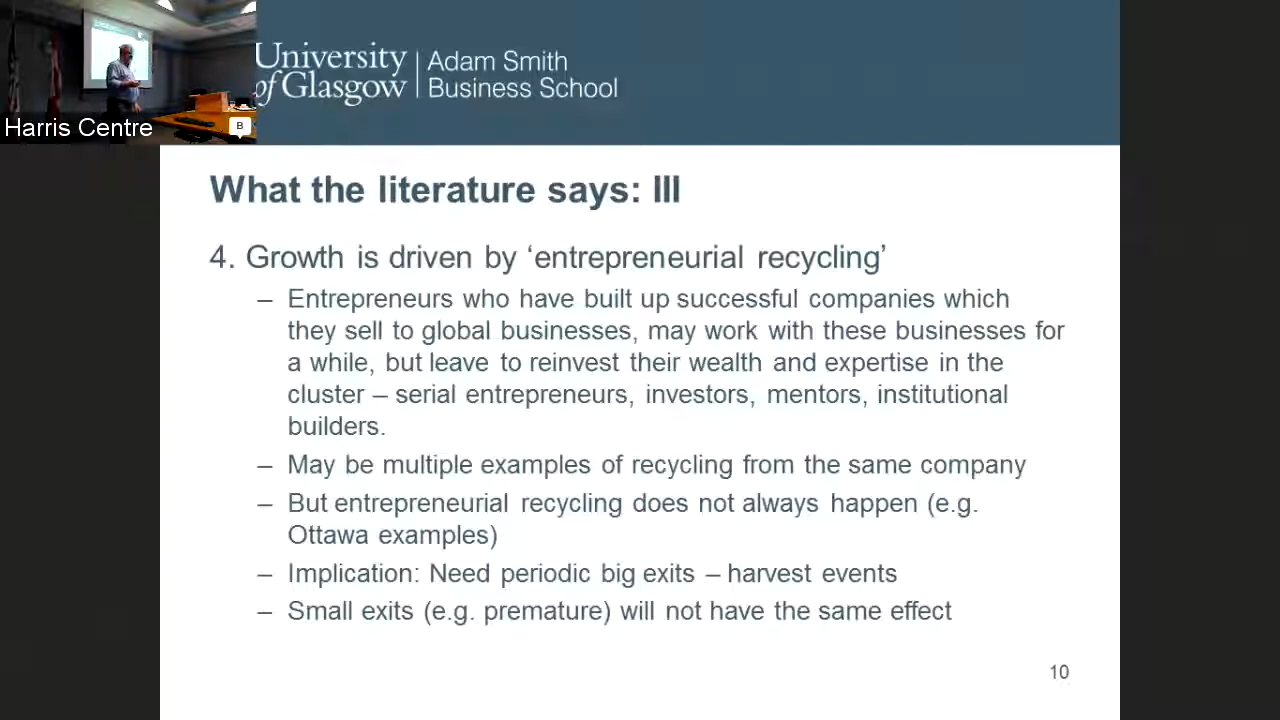 University
of Glasgow
Adam Smith
Business School
Harris Centre
B
What the literature says: III
4. Growth is driven by ‘entrepreneurial recycling’
– Entrepreneurs who have built up successful companies which
they sell to global businesses, may work with these businesses for
a while, but leave to reinvest their wealth and expertise in the
cluster – serial entrepreneurs, investors, mentors, institutional
builders.
– May be multiple examples of recycling from the same company
– But entrepreneurial recycling does not always happen (e.g.
Ottawa examples)
– Implication: Need periodic big exits – harvest events
– Small exits (e.g. premature) will not have the same effect
10